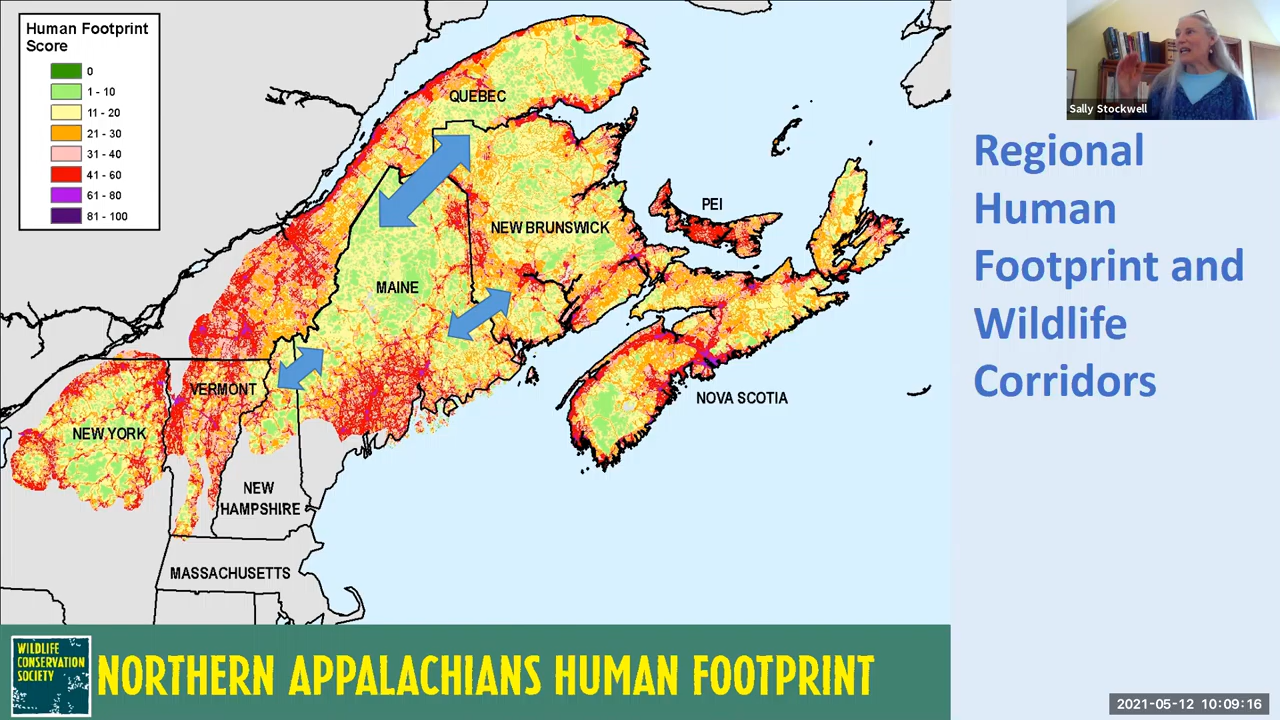 Human Footprint
Score
0
1 - 10
11 - 20
21 - 30
31 - 40
41 - 60
61 - 80
81 - 100
QUEBEC
PEI
NEW BRUNSWICK
MAINE
VERMONT
NOVA SCOTIA
NEW YORK
NEW
HAMPSHIRE
MASSACHUSETTS
WILDLIFE
CONSERVATION
SOCIETY
NORTHERN APPALACHIANS HUMAN FOOTPRINT
Sally Stockwell
Regional
Human
Footprint and
Wildlife
Corridors
2021-05-12 10:09:16